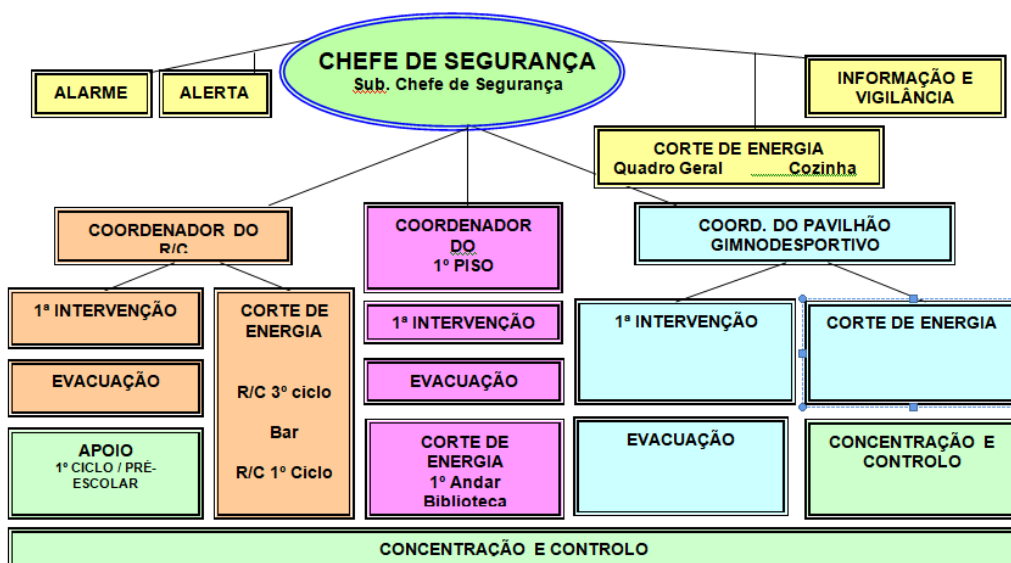 CHEFE DE SEGURANÇA
Sub. Chefe de Segurança
ALARME
ALERTA
INFORMAÇÃO E
VIGILÂNCIA
CORTE DE ENERGIA
Quadro Geral Cozinha
COORDENADOR DO
R/C
COORDENADOR
DO
1º PISO
COORD. DO PAVILHÃO
GIMNODESPORTIVO
1ª INTERVENÇÃO
EVACUAÇÃO
APOIO
1º CICLO / PRÉ-
ESCOLAR
CORTE DE
ENERGIA
R/C 3º ciclo
Bar
R/C 1º Ciclo
1ª INTERVENÇÃO
EVACUAÇÃO
CORTE DE
ENERGIA
1º Andar
Biblioteca
1ª INTERVENÇÃO
EVACUAÇÃO
CORTE DE ENERGIA
CONCENTRAÇÃO E
CONTROLO
CONCENTRAÇÃO E CONTROLO